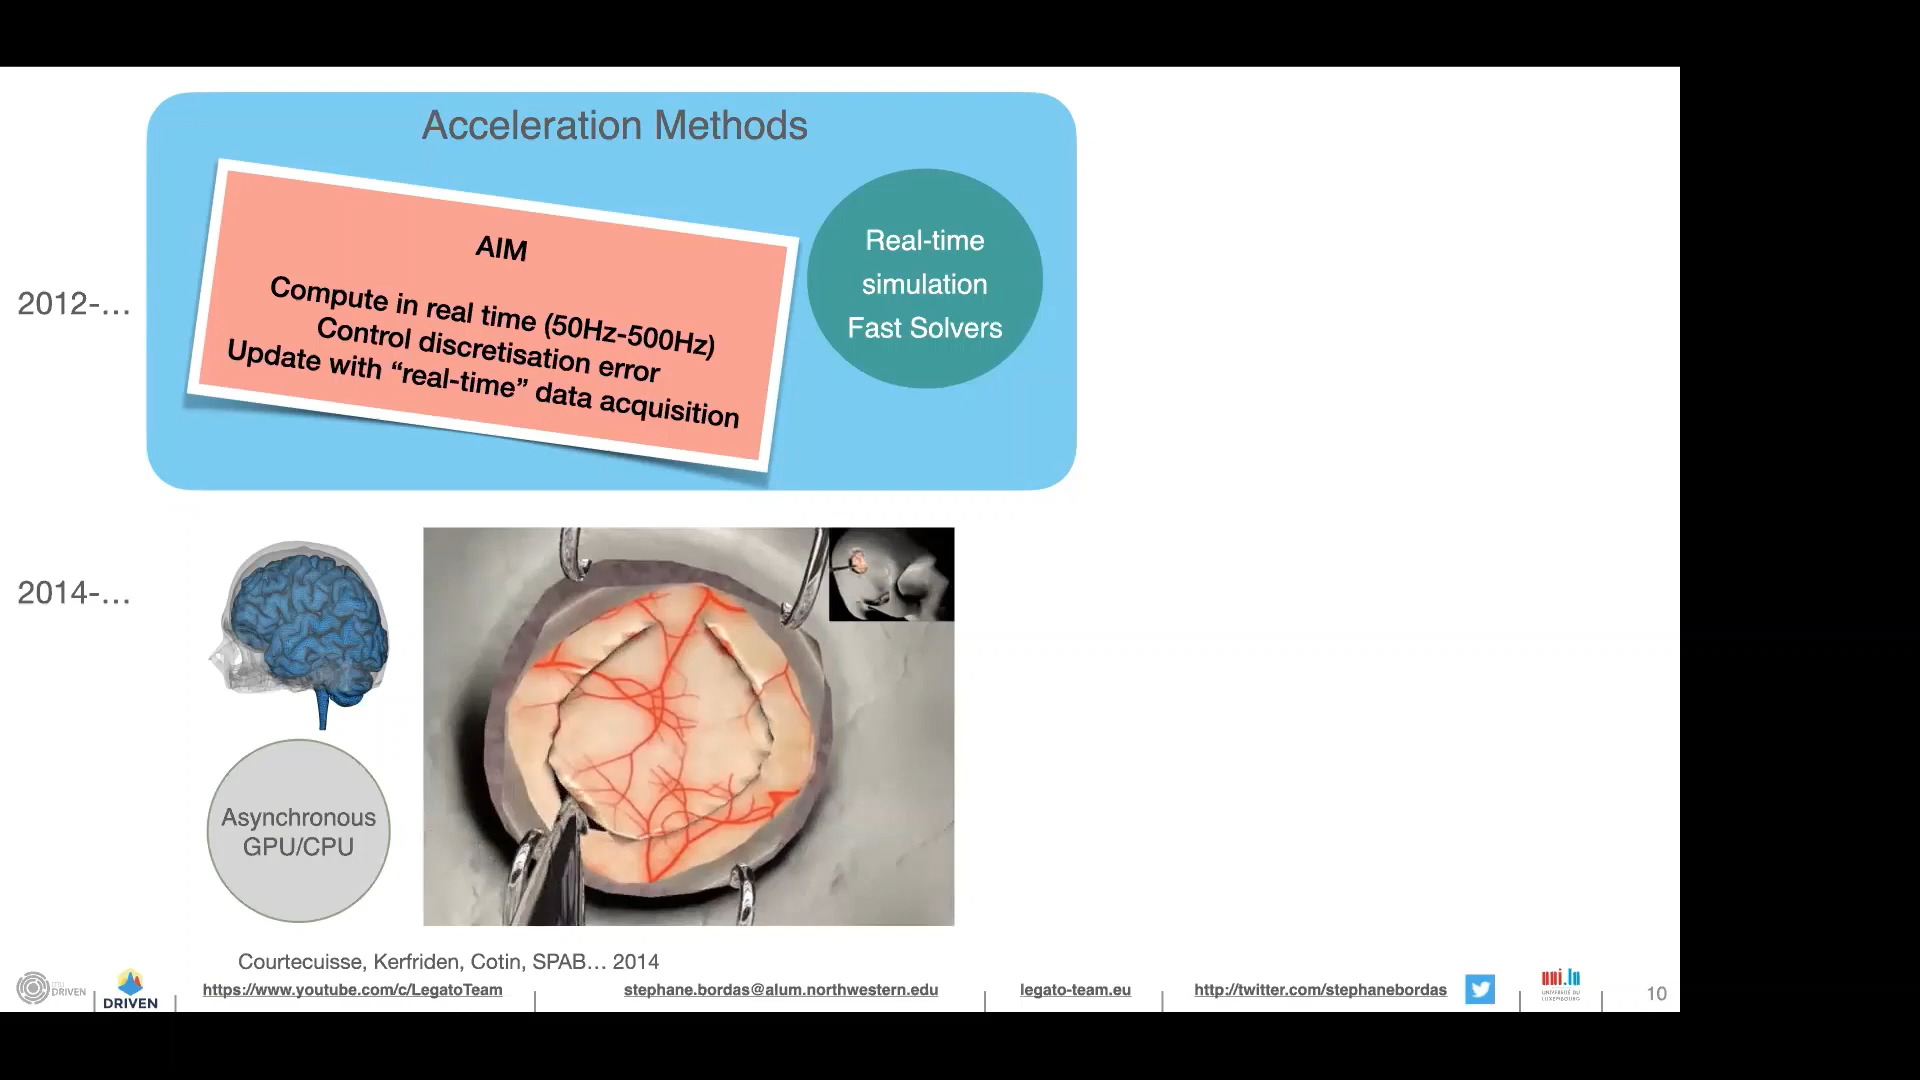 Acceleration Methods
2012-...
AIM
Compute in real time (50Hz-500Hz)
Control discretisation error
Update with “real-time” data acquisition
Real-time
simulation
Fast Solvers
2014-...
Asynchronous
GPU/CPU
Courtecuisse, Kerfriden, Cotin, SPAB... 2014
DRIVEN
DRIVEN
https://www.youtube.com/c/LegatoTeam
stephane.bordas@alum.northwestern.edu
legato-team.eu
http://twitter.com/stephanebordas
uni.lu
UNIVERSITÉ DU
LUXEMBOURG
10